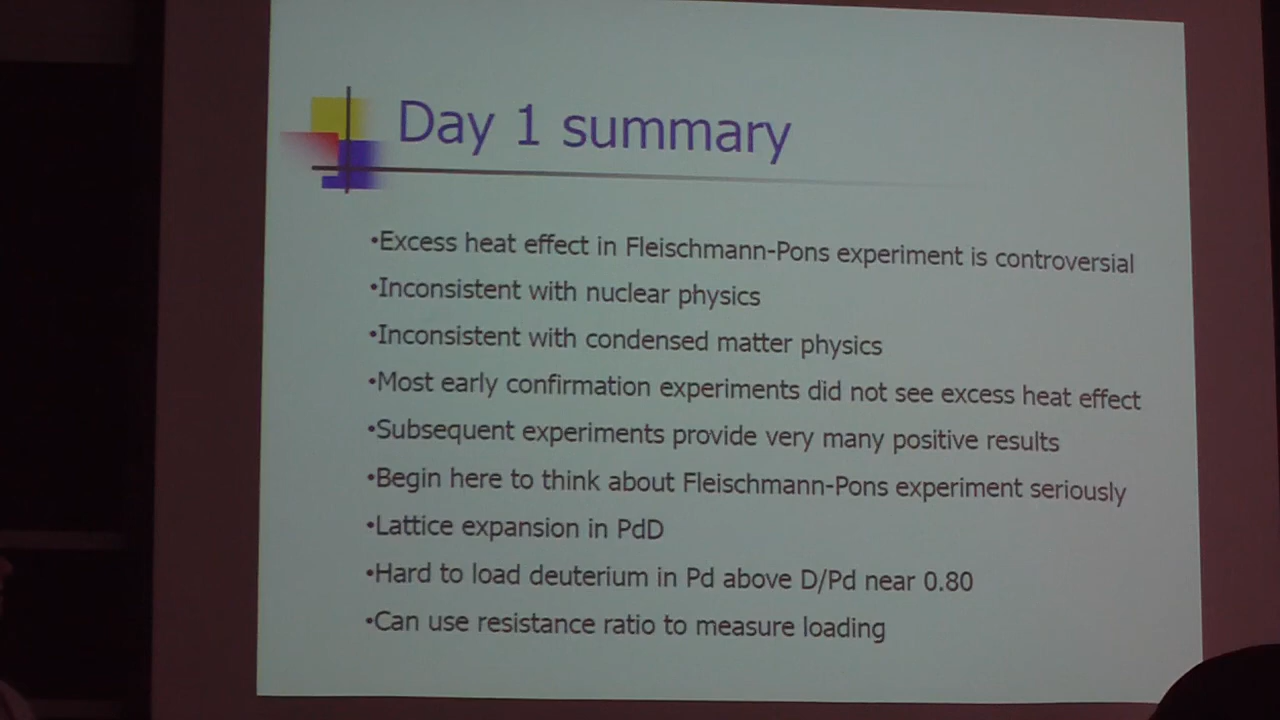 Day 1 summary
•Excess heat effect in Fleischmann-Pons experiment is controversial
•Inconsistent with nuclear physics
•Inconsistent with condensed matter physics
•Most early confirmation experiments did not see excess heat effect
•Subsequent experiments provide very many positive results
•Begin here to think about Fleischmann-Pons experiment seriously
•Lattice expansion in PdD
•Hard to load deuterium in Pd above D/Pd near 0.80
•Can use resistance ratio to measure loading